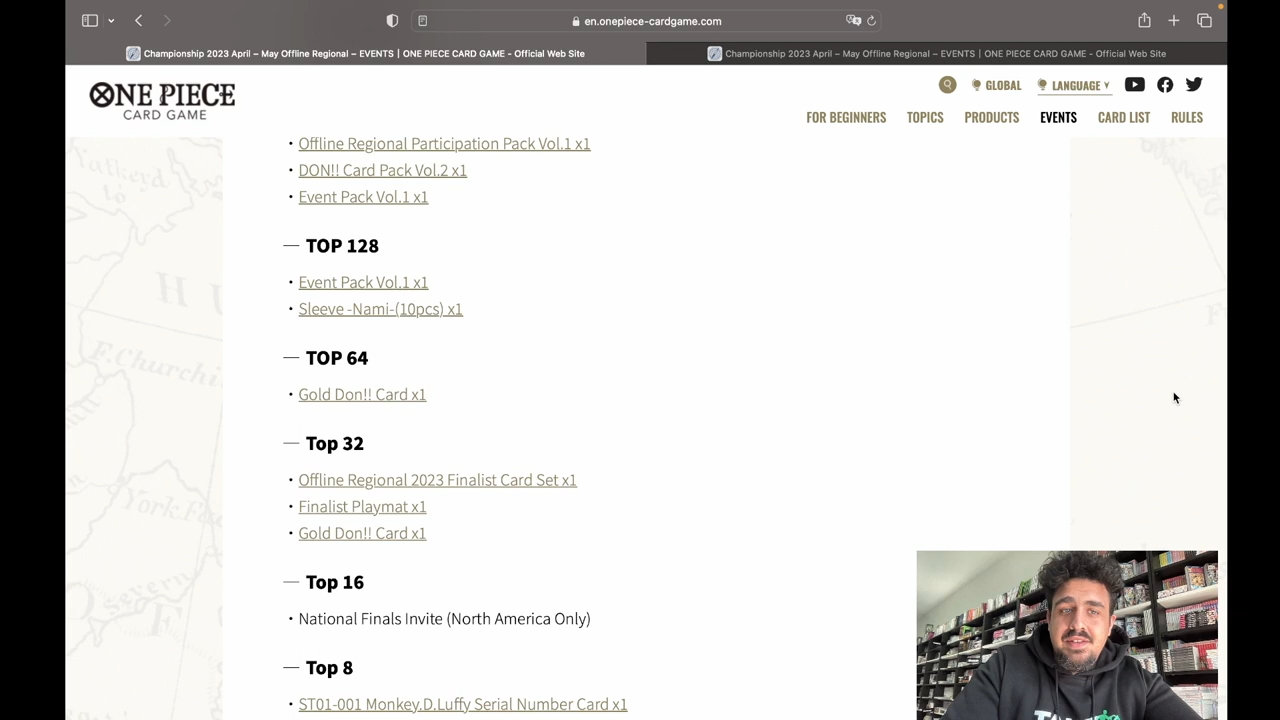 en.onepiece-cardgame.com
Championship 2023 April – May Offline Regional – EVENTS | ONE PIECE CARD GAME - Official Web Site
Championship 2023 April – May Offline Regional – EVENTS | ONE PIECE CARD GAME - Official Web Site
ONE PIECE
CARD GAME
GLOBAL
LANGUAGE
FOR BEGINNERS
TOPICS
PRODUCTS
EVENTS
CARD LIST
RULES
・Offline Regional Participation Pack Vol.1 x1
・DON!! Card Pack Vol.2 x1
・Event Pack Vol.1 x1
— TOP 128
・Event Pack Vol.1 x1
・Sleeve -Nami-(10pcs) x1
— TOP 64
・Gold Don!! Card x1
— Top 32
・Offline Regional 2023 Finalist Card Set x1
・Finalist Playmat x1
・Gold Don!! Card x1
— Top 16
・National Finals Invite (North America Only)
— Top 8
・ST01-001 Monkey.D.Luffy Serial Number Card x1